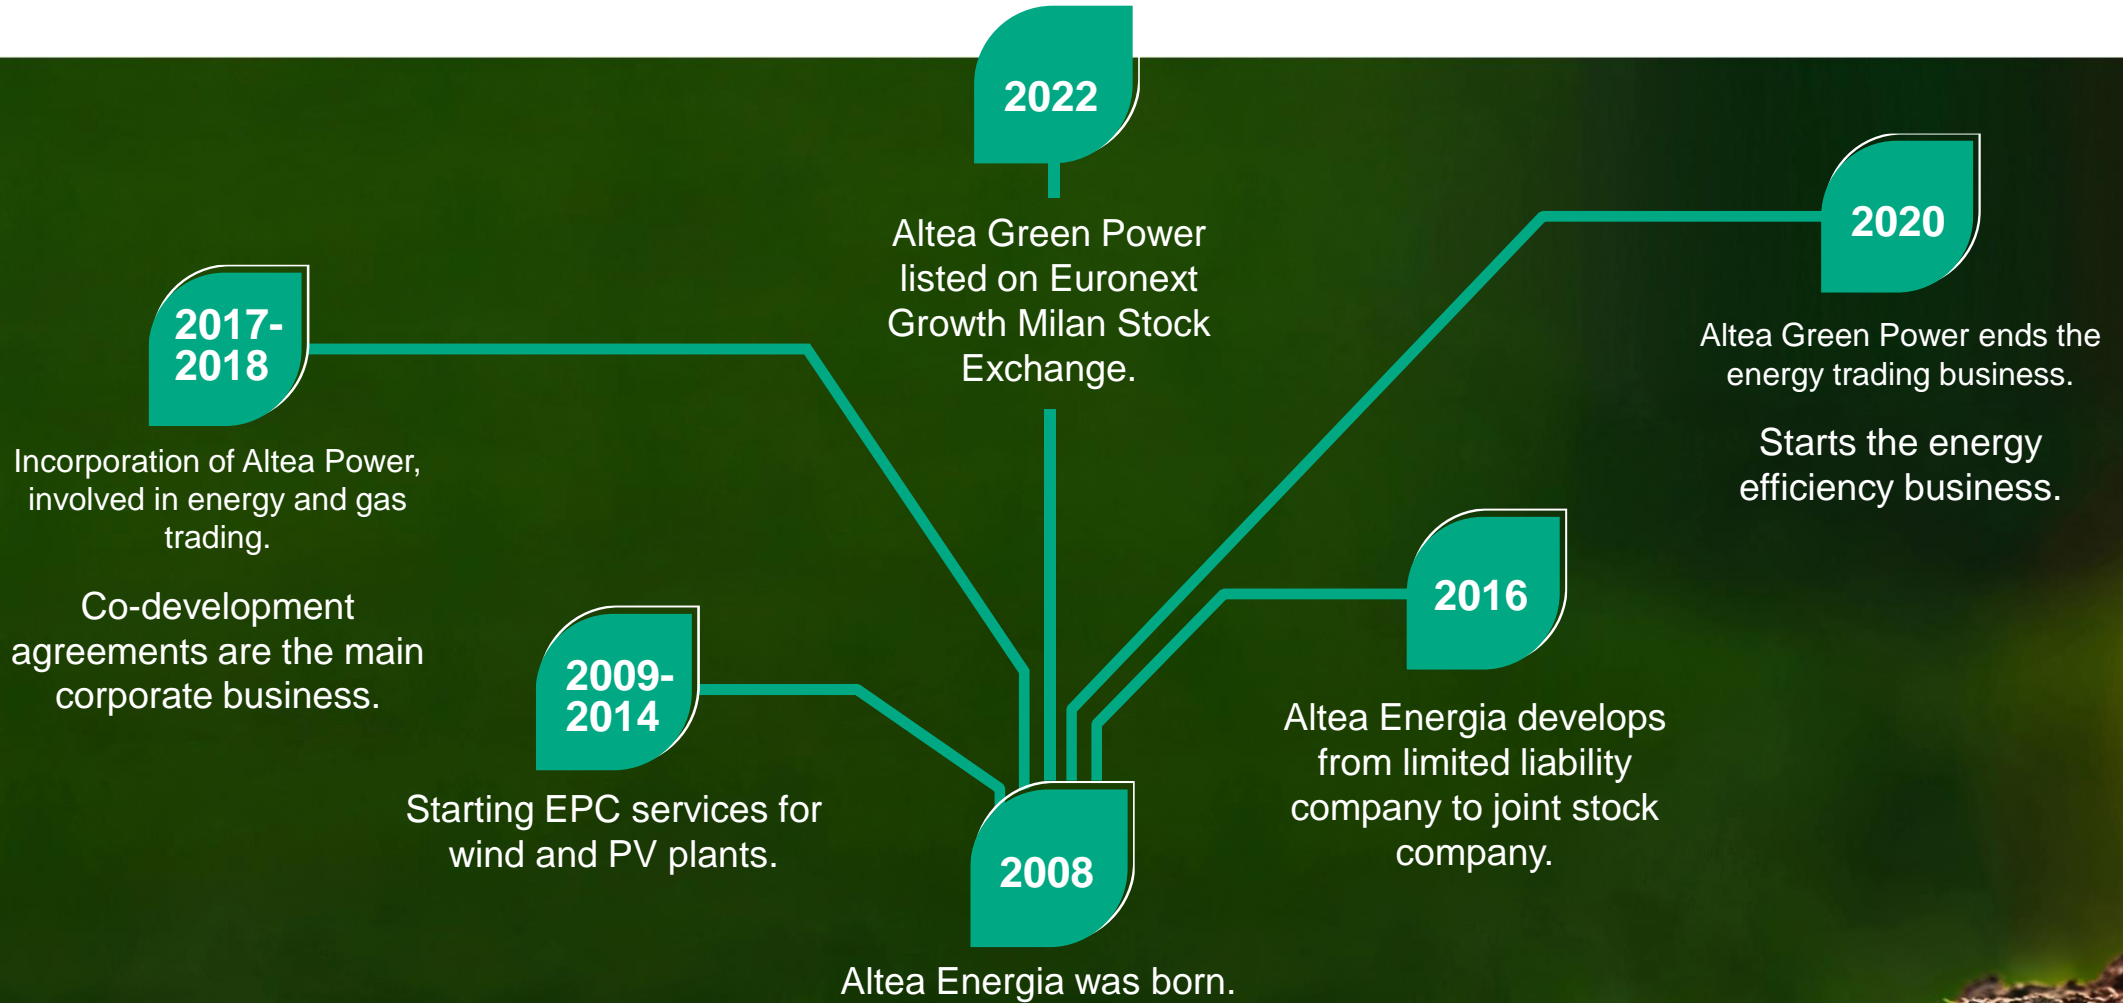 2022
Altea Green Power
listed on Euronext
Growth Milan Stock
Exchange.
2020
Altea Green Power ends the
energy trading business.
Starts the energy
efficiency business.
2017-
2018
Incorporation of Altea Power,
involved in energy and gas
trading.
Co-development
agreements are the main
corporate business.
2016
Altea Energia develops
from limited liability
company to joint stock
company.
2009-
2014
Starting EPC services for
wind and PV plants.
2008
Altea Energia was born.